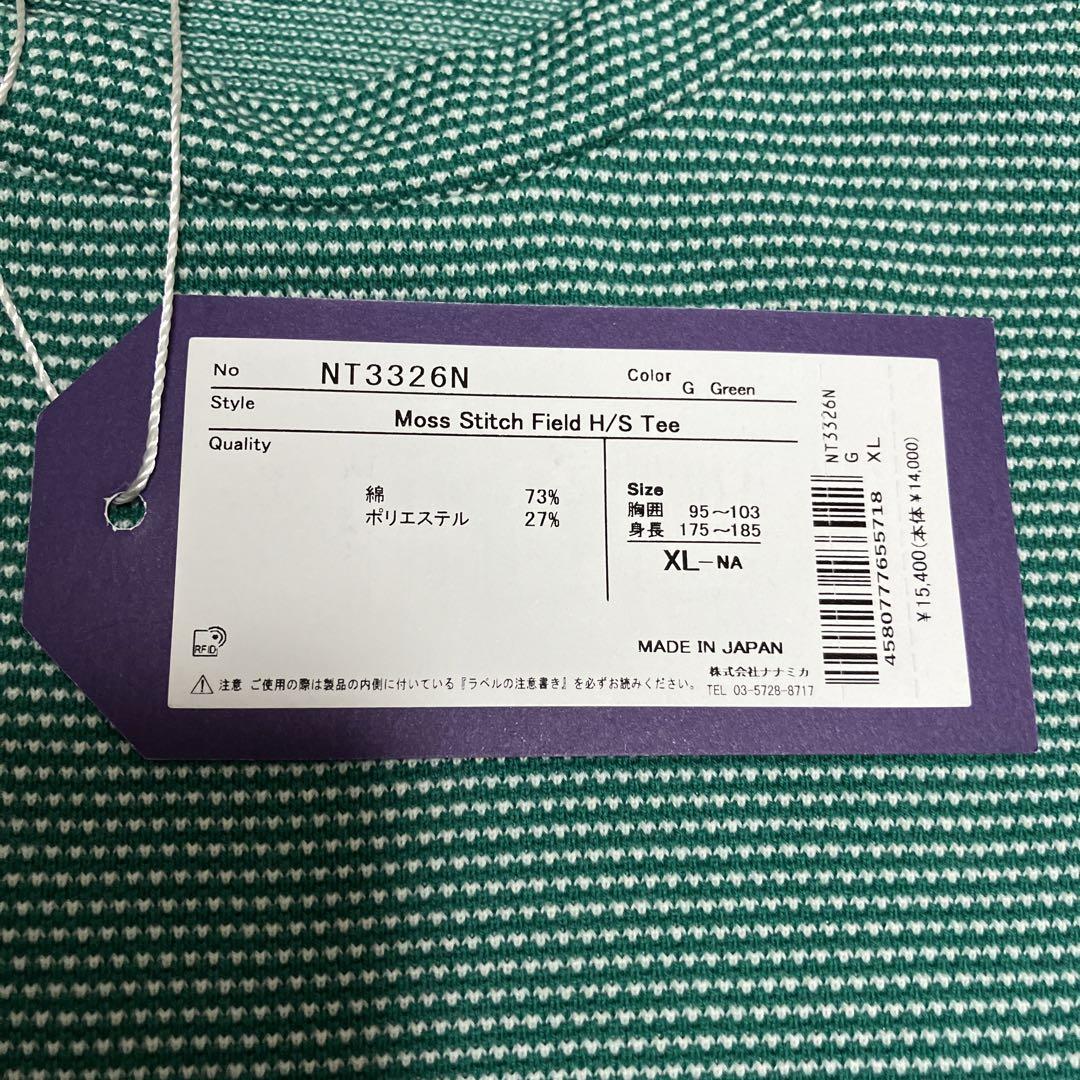 No NT3326N Color G Green
Style
Moss Stitch Field H/S Tee
Quality
綿 73%
ポリエステル 27%
Size
胸囲 95～103
身長 175～185
XL-NA
RFID
MADE IN JAPAN
株式会社ナナミカ
TEL 03-5728-8717
注意 ご使用の際は製品の内側に付いている『ラベルの注意書き』を必ずお読みください。
NT3326N
G XL
4580777655718
¥15,400(本体¥14,000)